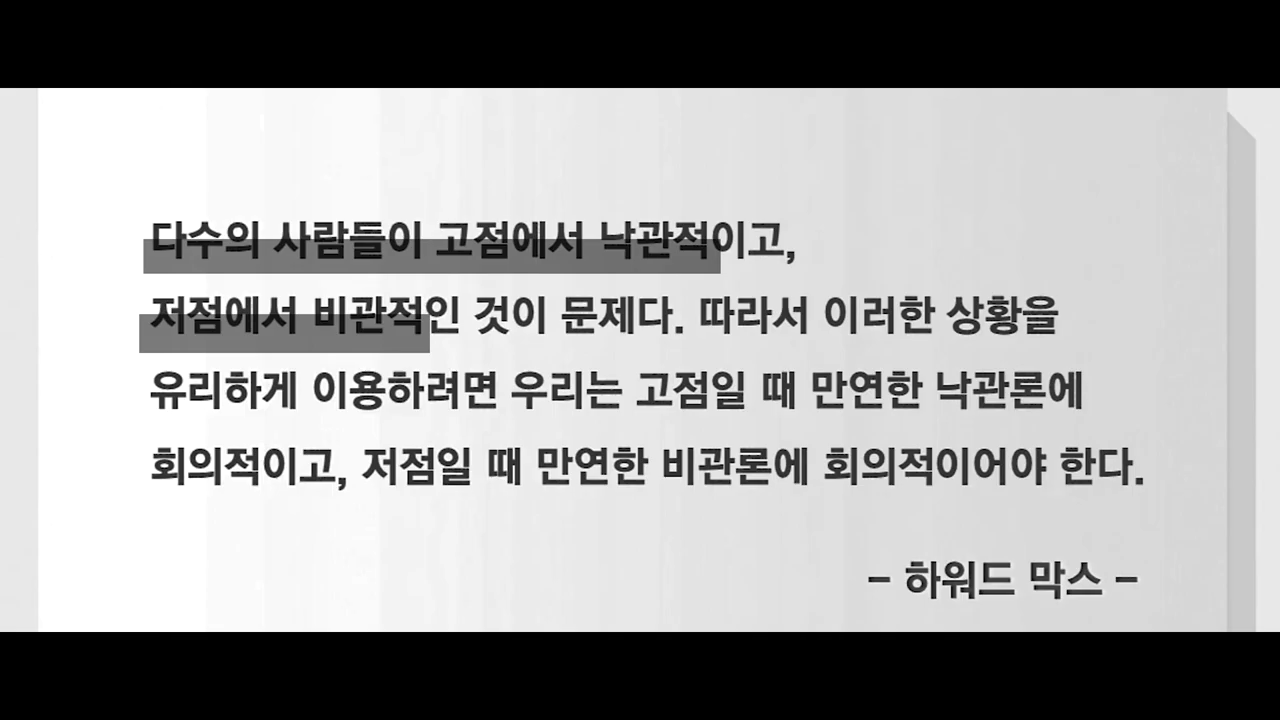 다수의 사람들이 고점에서 낙관적이고,
저점에서 비관적인 것이 문제다. 따라서 이러한 상황을
유리하게 이용하려면 우리는 고점일 때 만연한 낙관론에
회의적이고, 저점일 때 만연한 비관론에 회의적이어야 한다.
- 하워드 막스 -